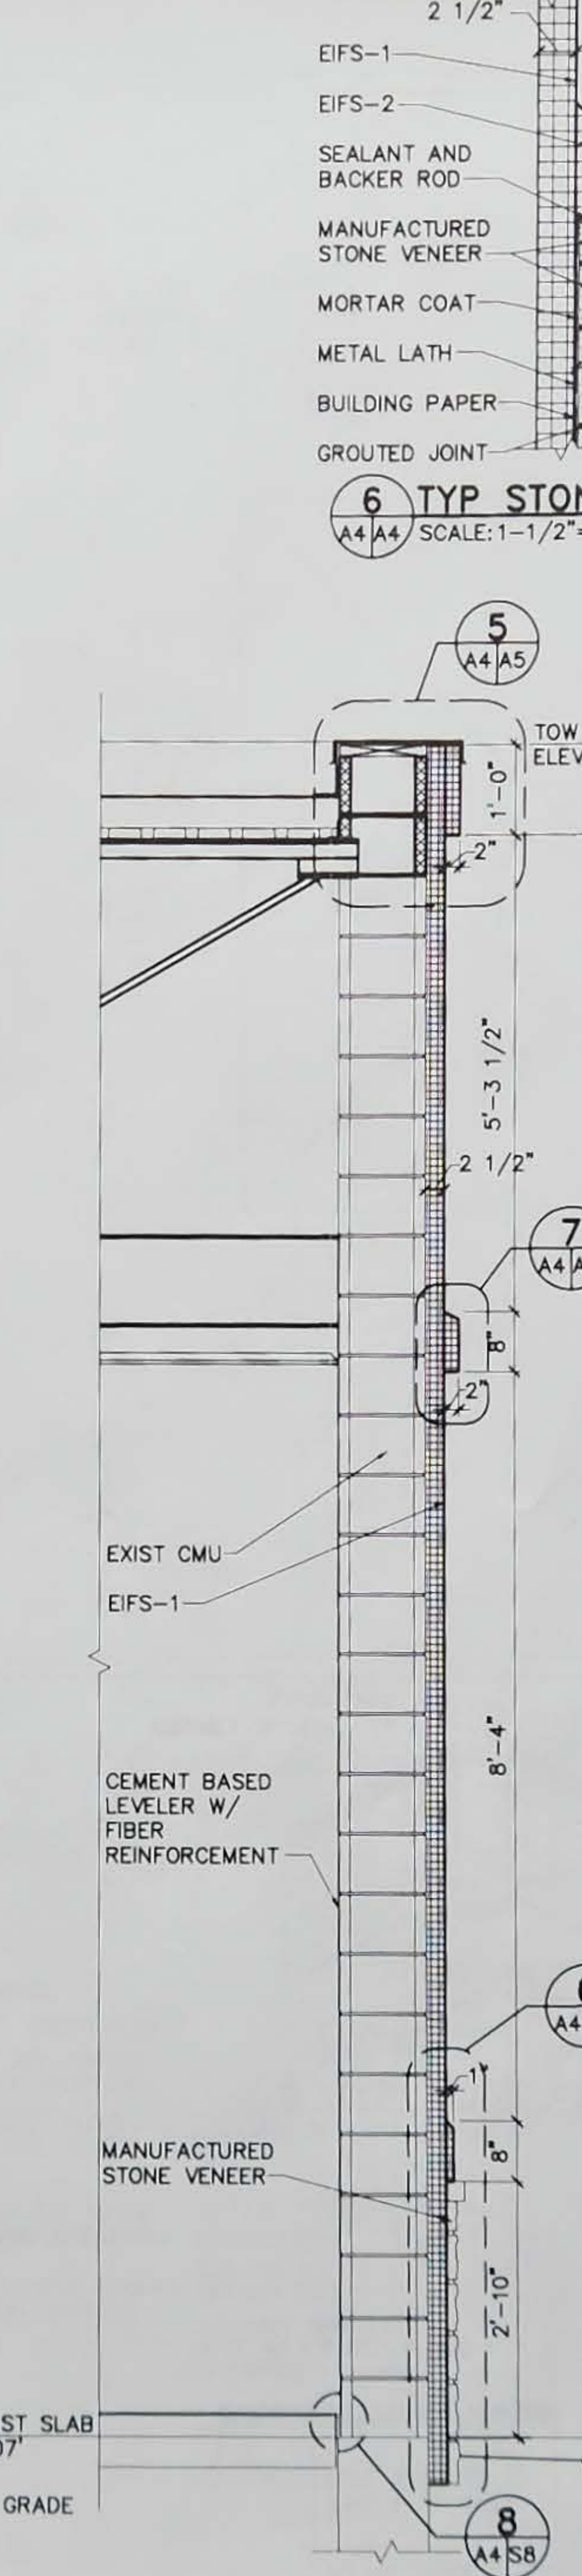 2 1/2"
EIFS-1
EIFS-2
SEALANT AND
BACKER ROD
MANUFACTURED
STONE VENEER
MORTAR COAT
METAL LATH
BUILDING PAPER
GROUTED JOINT
6
A4 A4
TYP STON
SCALE: 1-1/2"=
5
A4 A5
TOW
ELEV
1'-0"
2"
5'-3 1/2"
2 1/2"
7
A4
8"
2"
EXIST CMU
EIFS-1
8'-4"
CEMENT BASED
LEVELER W/
FIBER
REINFORCEMENT
A4
1"
8"
MANUFACTURED
STONE VENEER
2'-10"
ST SLAB
07'
GRADE
8
A4 S8